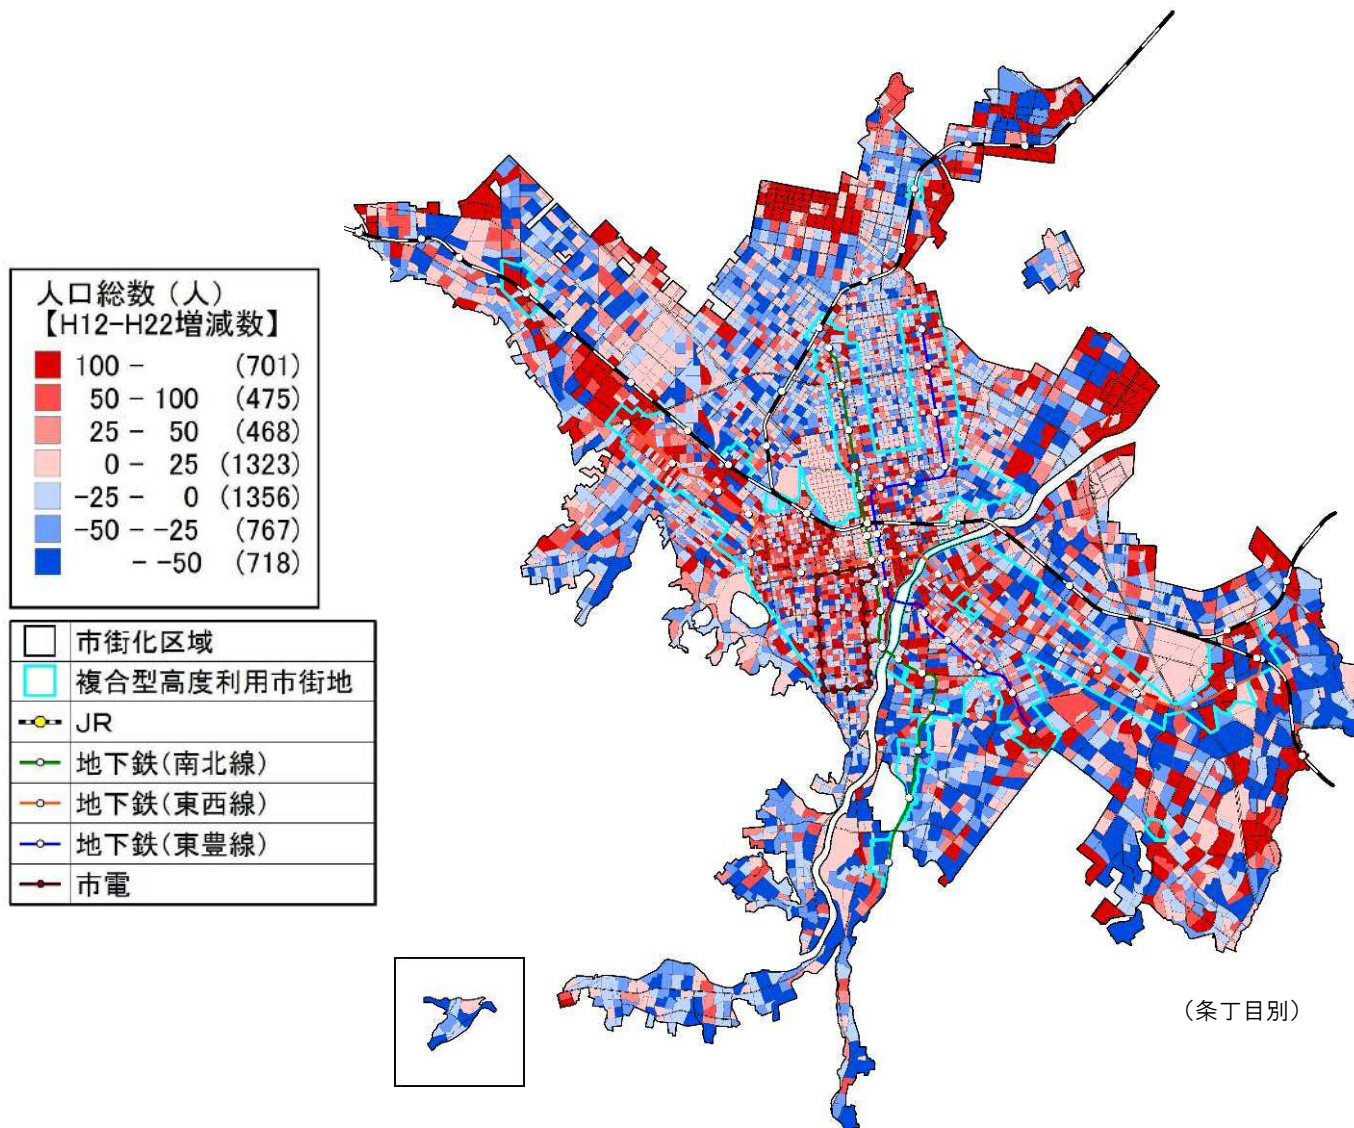 人口総数（人）
【H12-H22増減数】
100 - (701)
50 - 100 (475)
25 - 50 (468)
0 - 25 (1323)
-25 - 0 (1356)
-50 - -25 (767)
- -50 (718)
市街化区域
複合型高度利用市街地
JR
地下鉄(南北線)
地下鉄(東西線)
地下鉄(東豊線)
市電
（条丁目別）